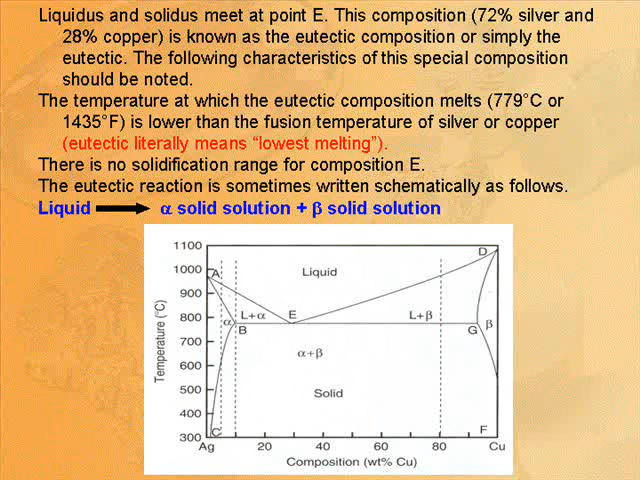 Liquidus and solidus meet at point E. This composition (72% silver and
28% copper) is known as the eutectic composition or simply the
eutectic. The following characteristics of this special composition
should be noted.
The temperature at which the eutectic composition melts (779°C or
1435°F) is lower than the fusion temperature of silver or copper
(eutectic literally means “lowest melting”).
There is no solidification range for composition E.
The eutectic reaction is sometimes written schematically as follows.
Liquid α solid solution + β solid solution
1100
D
1000
A
Liquid
900
800
L+α
E
L+β
α
B
G
β
700
α+β
600
500
Solid
400
300
C
F
Ag
20
40
60
80
Cu
Temperature (°C)
Composition (wt% Cu)